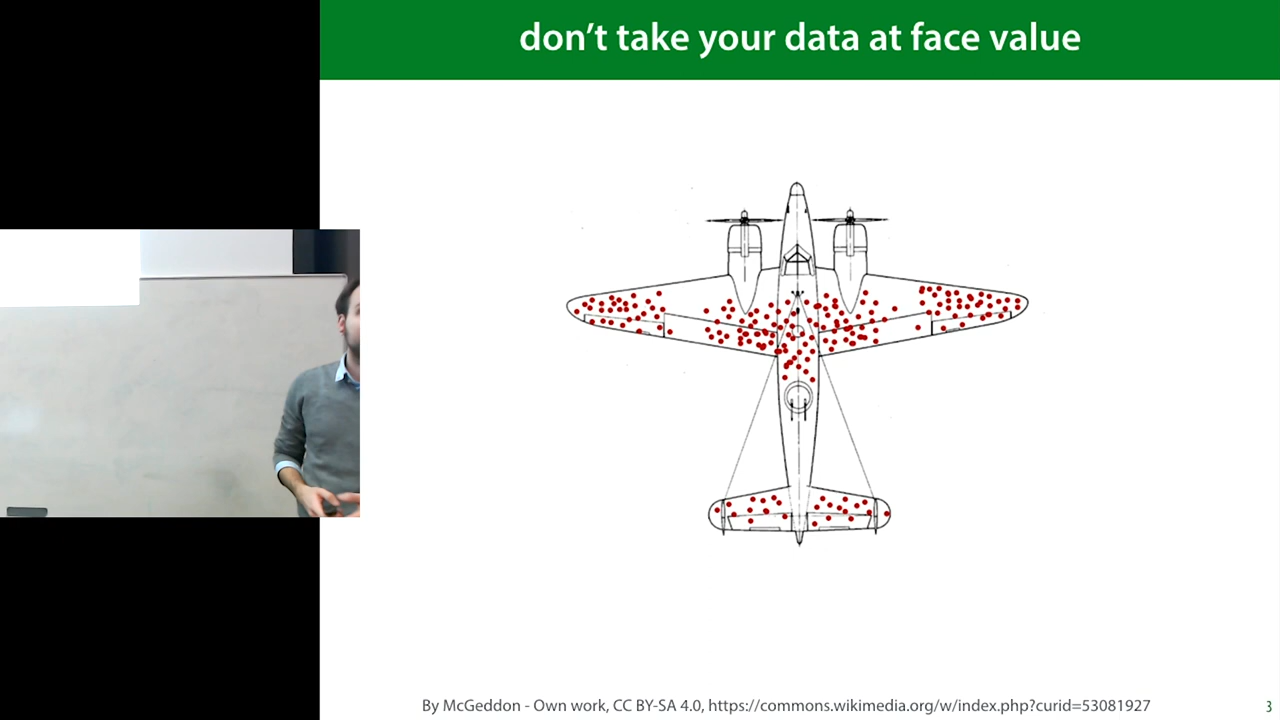 don’t take your data at face value
By McGeddon - Own work, CC BY-SA 4.0, https://commons.wikimedia.org/w/index.php?curid=53081927
3